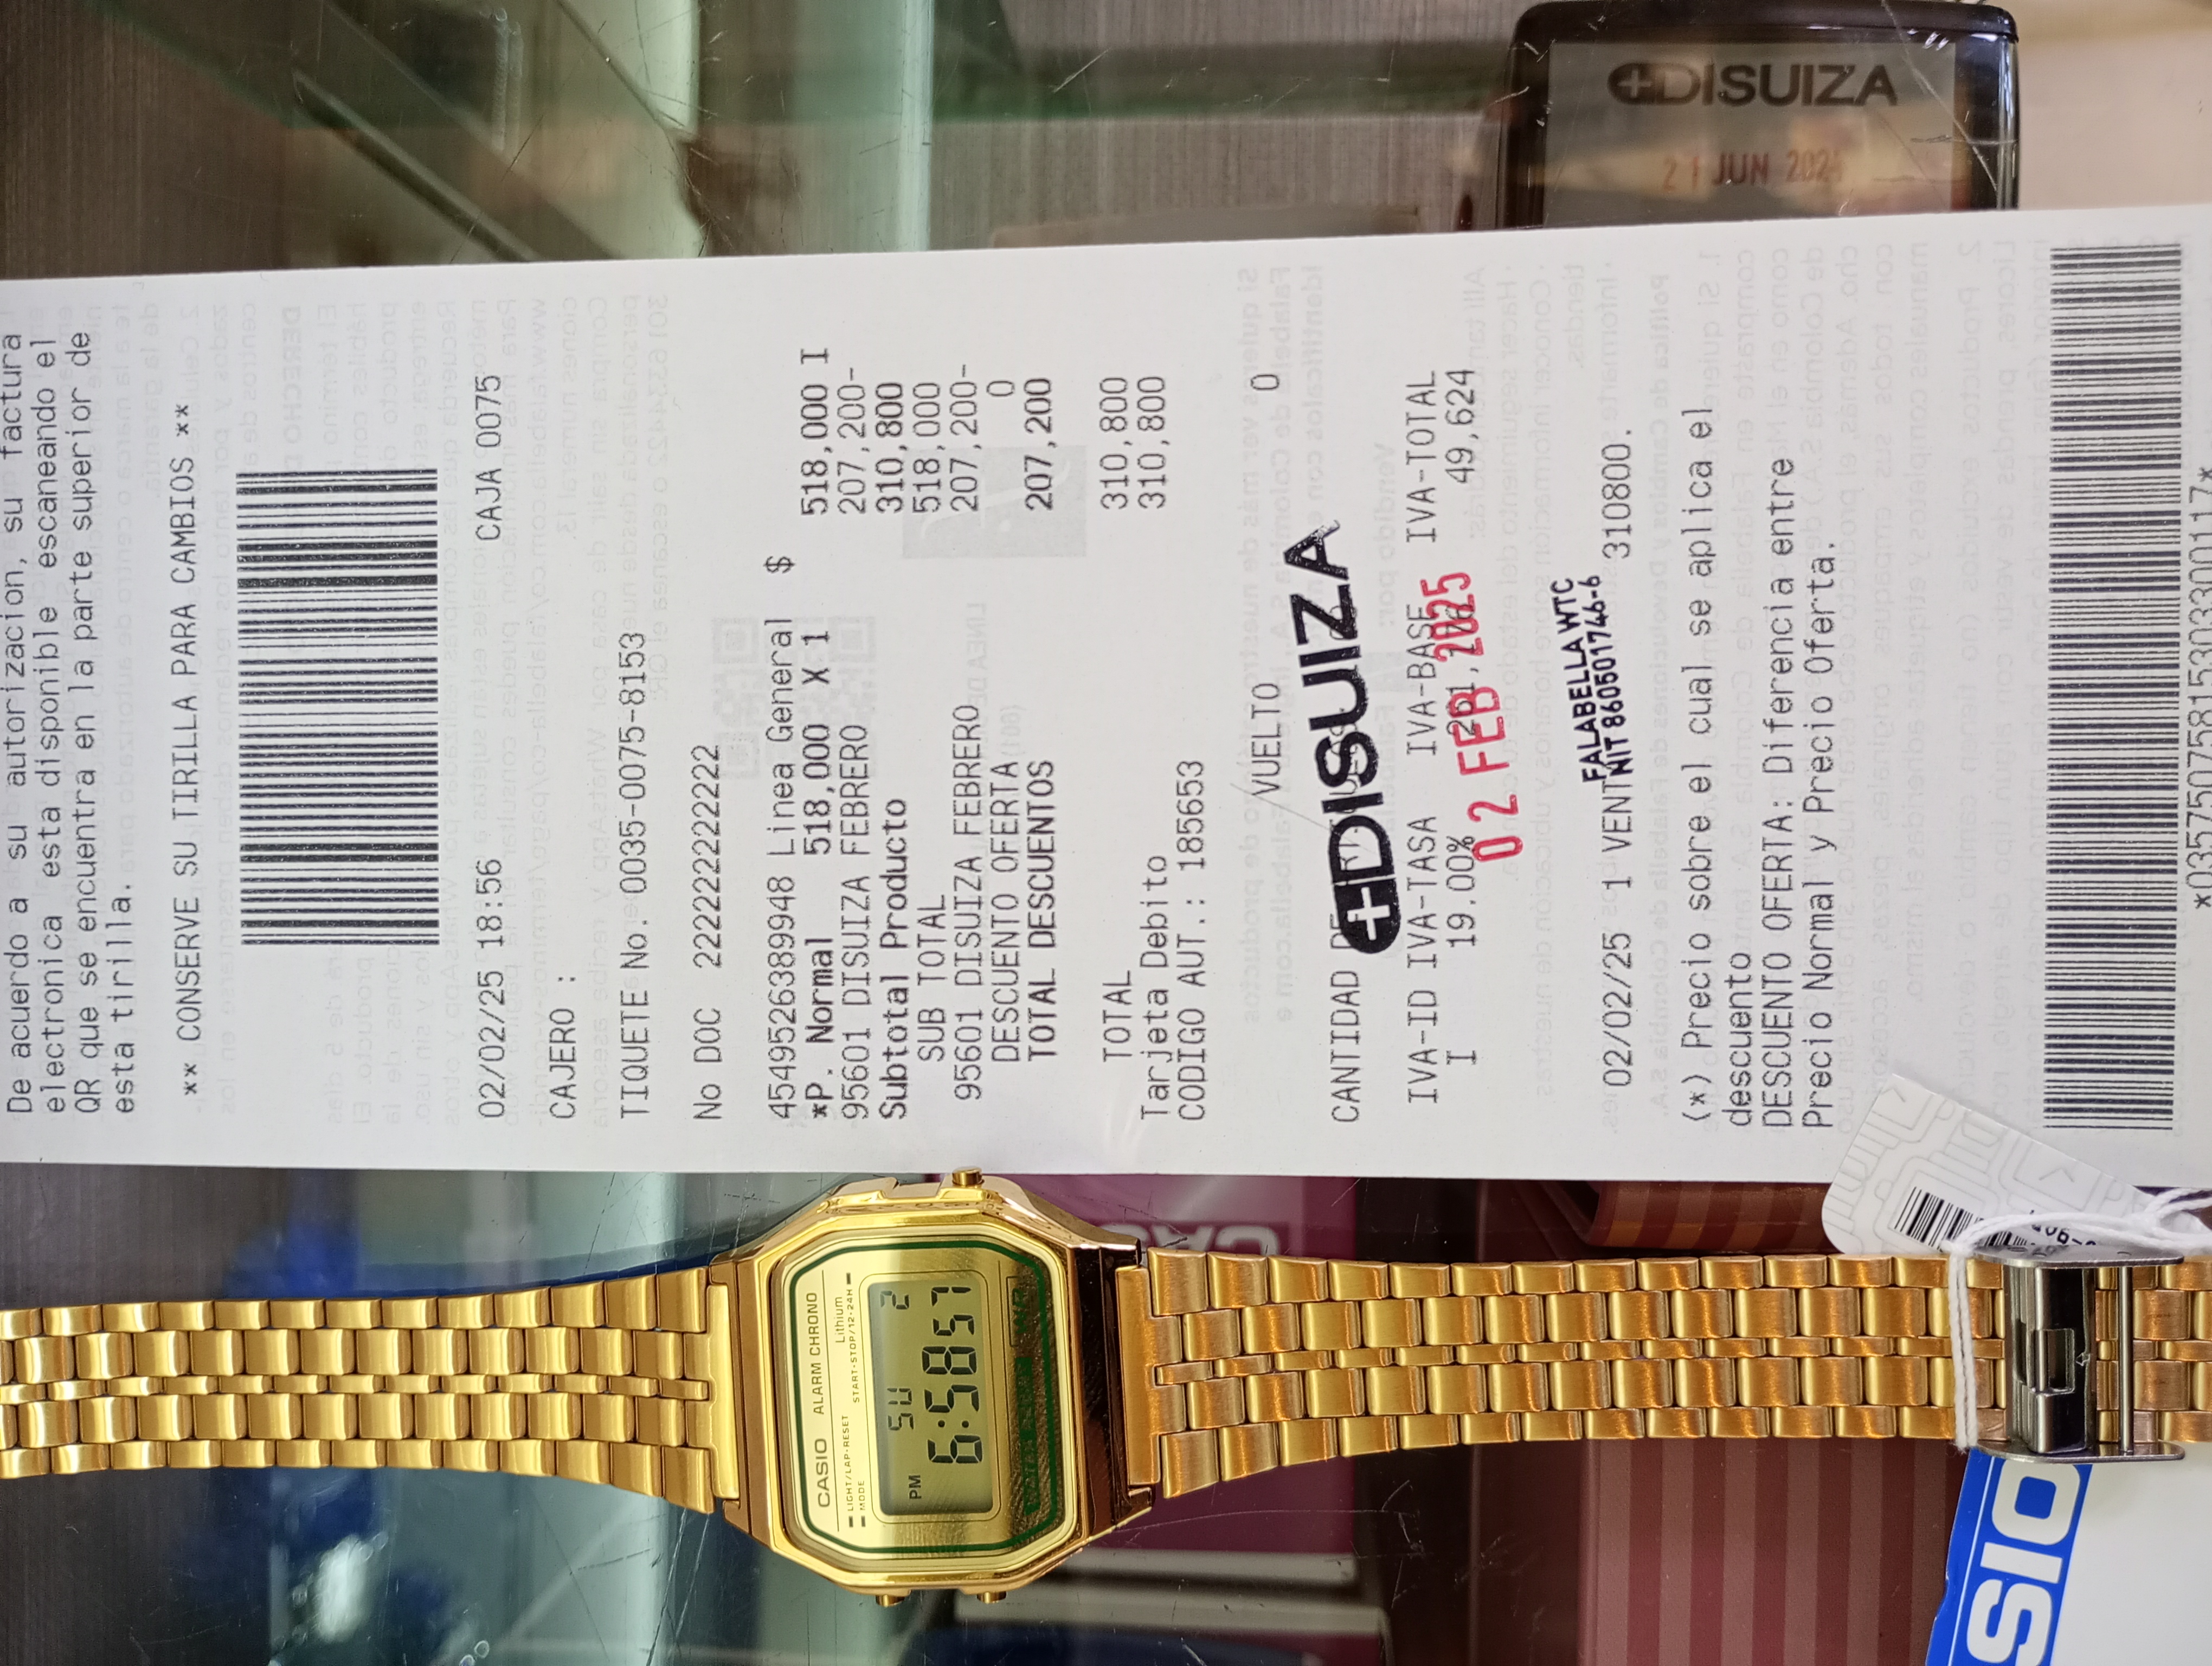 De acuerdo a su autorizacion, su factura
electronica esta disponible escaneando el
QR que se encuentra en la parte superior de
esta tirilla.
** CONSERVE SU TIRILLA PARA CAMBIOS **
02/02/25 18:56 CAJA 0075
CAJERO :
TIQUETE No. 0035-0075-8153
No DOC 222222222222
4549526389948 Linea General $
*P. Normal 518,000 X 1 518,000 I
95601 DISUIZA FEBRERO 207,200-
Subtotal Producto 310,800
SUB TOTAL 518,000
95601 DISUIZA FEBRERO 207,200-
DESCUENTO OFERTA 0
TOTAL DESCUENTOS 207,200
TOTAL 310,800
Tarjeta Debito 310,800
CODIGO AUT.: 185653
VUELTO 0
CANTIDAD
DISUIZA
IVA-ID IVA-TASA IVA-BASE IVA-TOTAL
I 19.00% 49,624
02 FEB 2025
FALABELLA WTC
NIT 860501746-6
02/02/25 1 VENT 310800.
(*) Precio sobre el cual se aplica el
descuento
DESCUENTO OFERTA: Diferencia entre
Precio Normal y Precio Oferta.
*03575075815303300117*
DISUIZA
21 JUN
CASIO ALARM CHRONO
LIGHT/LAP-RESET Lithium
MODE START-STOP/12-24H
PM SU 2
6:58 57